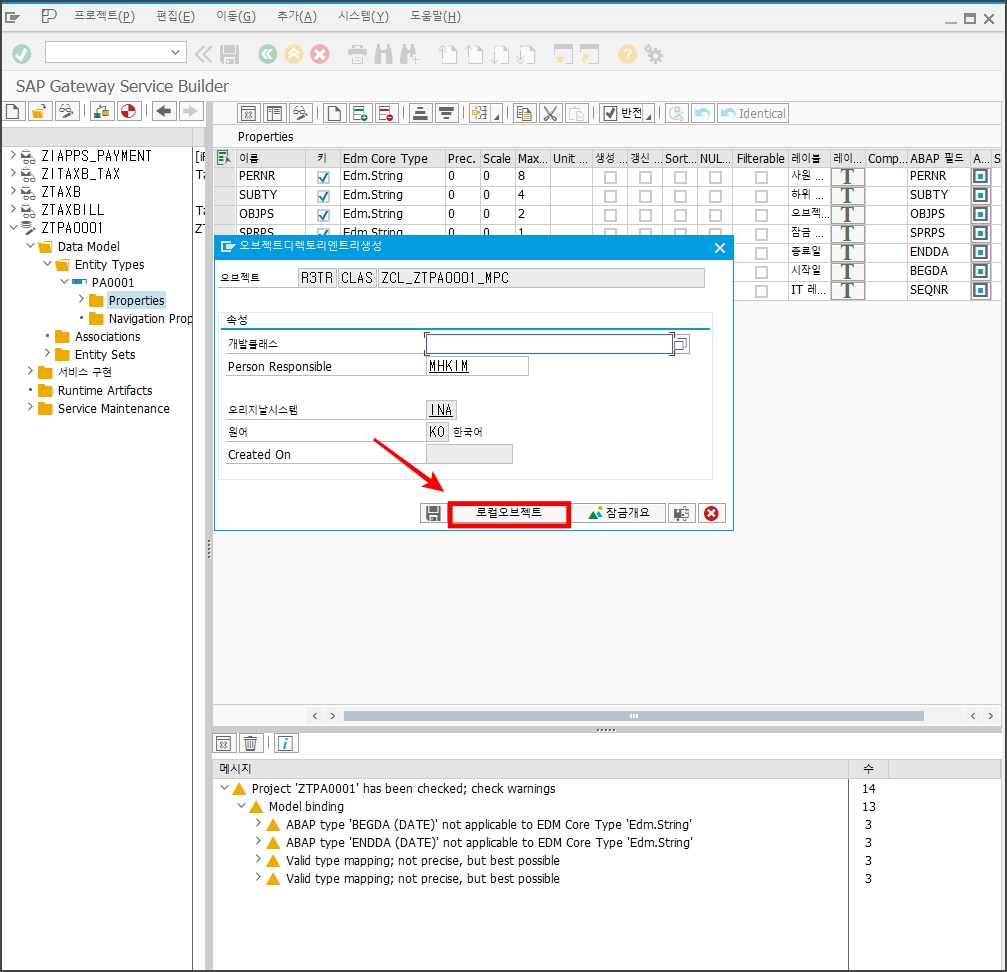 프로젝트(P) 편집(E) 이동(G) 추가(A) 시스템(Y) 도움말(H)
SAP Gateway Service Builder
반전 Identical
Properties
이름 키 Edm Core Type Prec. Scale Max... Unit ... 생성 ... 갱신 ... Sort... NUL... Filterable 레이블 레이... Comp... ABAP 필드 A... S
PERNR Edm.String 0 0 8 사원 ... T PERNR
SUBTY Edm.String 0 0 4 하위 ... T SUBTY
OBJPS Edm.String 0 0 2 오브젝... T OBJPS
SPRPS Edm.String 0 0 1 잠금 ... T SPRPS
종료일 T ENDDA
시작일 T BEGDA
IT 레... T SEQNR
ZIAPPS_PAYMENT [iF
ZITAXB_TAX Ta
ZTAXB
ZTAXBILL Ta
ZTPA0001 ZT
Data Model
Entity Types
PA0001
Properties
Navigation Prop
Associations
Entity Sets
서비스 구현
Runtime Artifacts
Service Maintenance
오브젝트디렉토리엔트리생성
오브젝트 R3TR CLAS ZCL_ZTPA0001_MPC
속성
개발클래스
Person Responsible MHKIM
오리지날시스템 INA
원어 KO 한국어
Created On
로컬오브젝트 잠금개요
메시지 수
Project 'ZTPA0001' has been checked; check warnings 14
Model binding 13
ABAP type 'BEGDA (DATE)' not applicable to EDM Core Type 'Edm.String' 3
ABAP type 'ENDDA (DATE)' not applicable to EDM Core Type 'Edm.String' 3
Valid type mapping; not precise, but best possible 3
Valid type mapping; not precise, but best possible 3